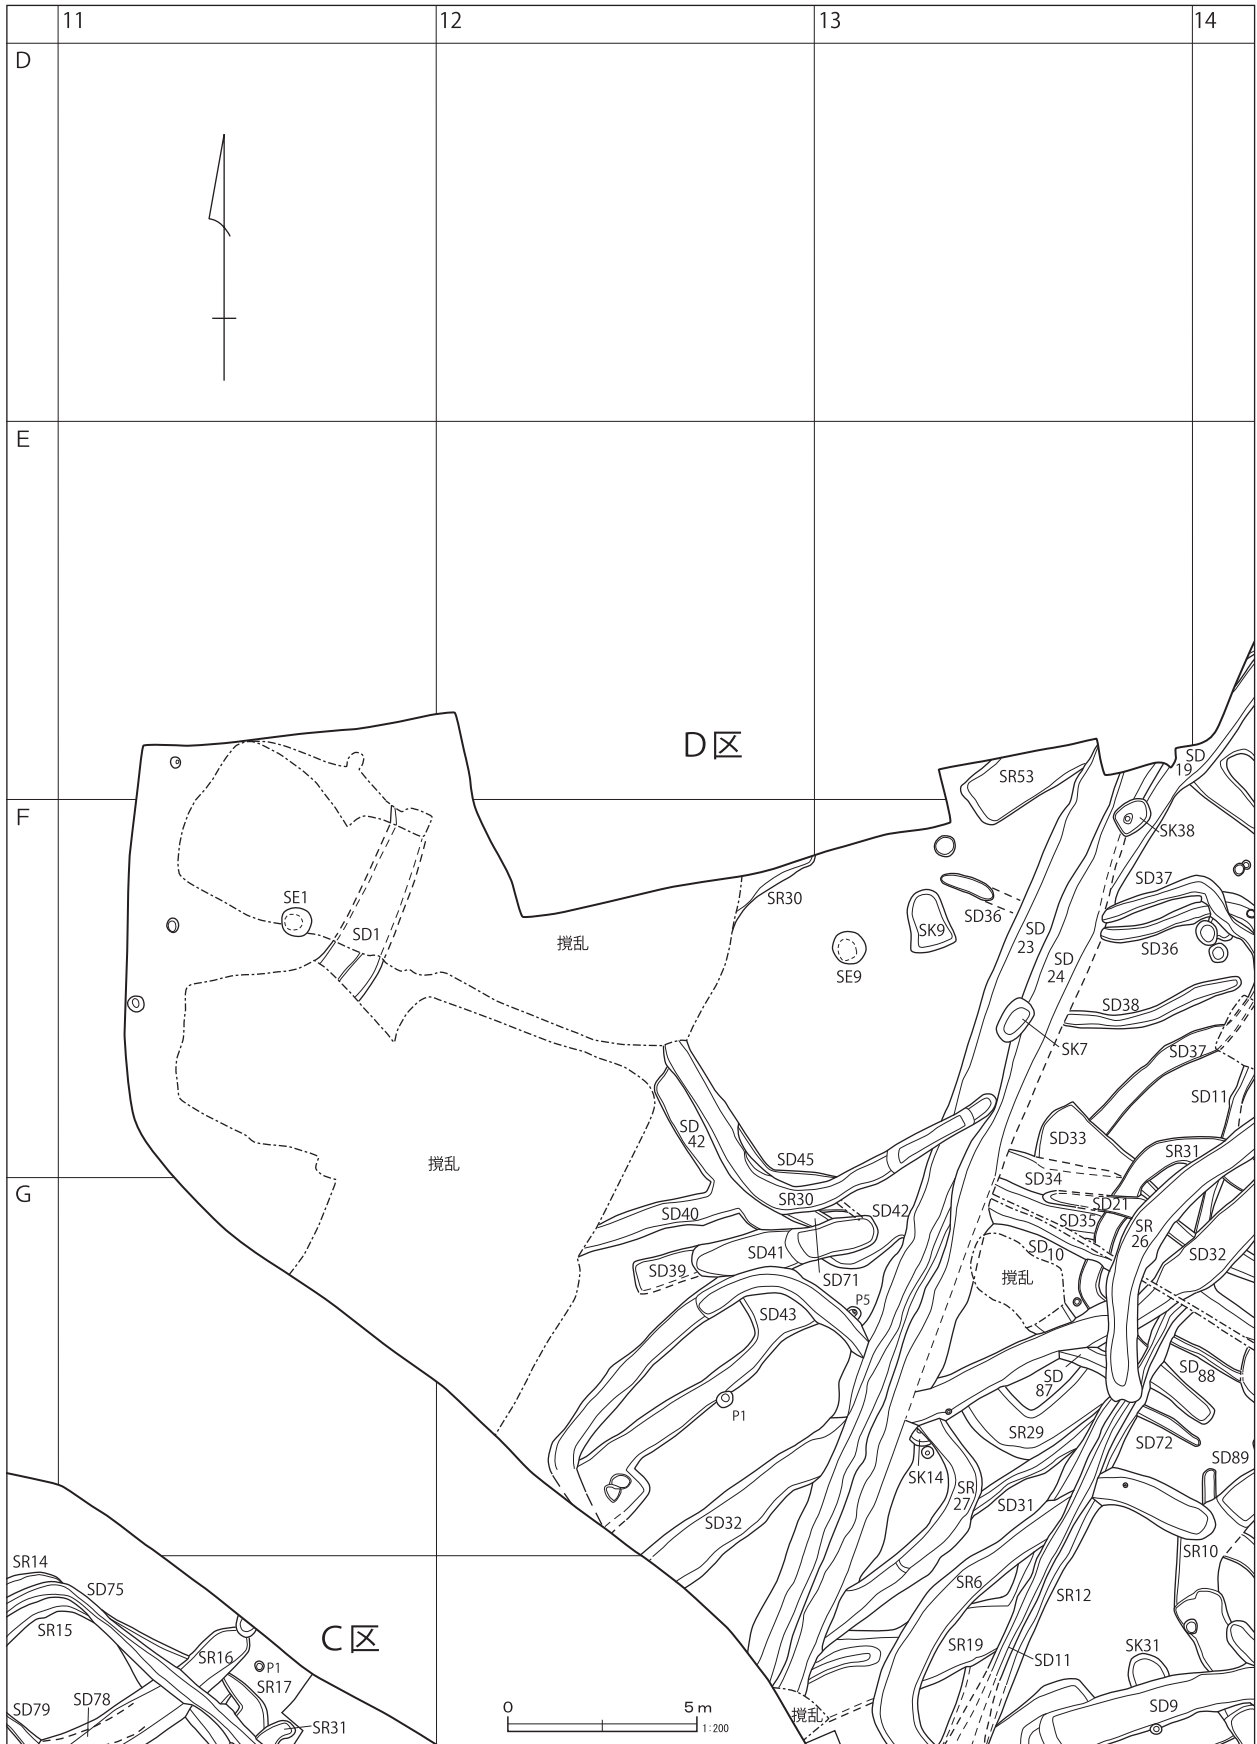 11
12
13
14
D
E
D区
SD
19
SR53
F
SK38
SD37
SE1
SR30
SK9
SD36
SD1
SD
23
撹乱
SD36
SE9
SD
24
SD38
SK7
SD37
SD11
SD
42
SD33
SR31
撹乱
SD45
SD34
G
SR30
SD21
SD40
SD42
SD35
SR
26
SD41
SD
10
SD32
SD39
SD71
撹乱
SD43
P5
SD
87
SD
88
P1
SR29
SD72
SD89
SK14
SR
27
SD31
SD32
SR10
SR14
SD75
SR6
SR12
SR15
C区
SR16
SR19
SD11
SK31
P1
SR17
SD79
SD78
SD9
撹乱
SR31
0
5 m
1:200